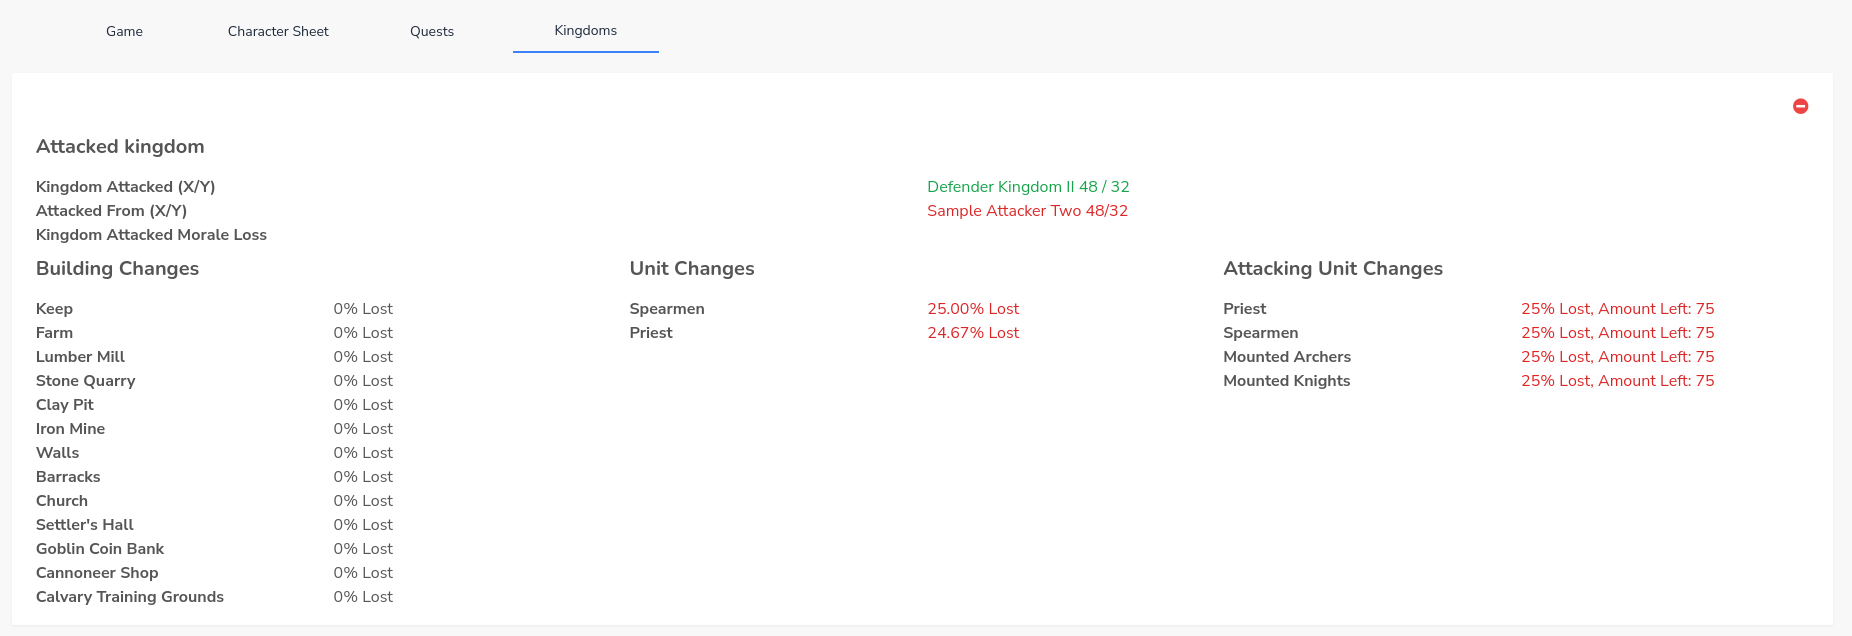 Game Character Sheet Quests Kingdoms
Attacked kingdom
Kingdom Attacked (X/Y) Defender Kingdom II 48 / 32
Attacked From (X/Y) Sample Attacker Two 48/32
Kingdom Attacked Morale Loss
Building Changes
Keep 0% Lost
Farm 0% Lost
Lumber Mill 0% Lost
Stone Quarry 0% Lost
Clay Pit 0% Lost
Iron Mine 0% Lost
Walls 0% Lost
Barracks 0% Lost
Church 0% Lost
Settler's Hall 0% Lost
Goblin Coin Bank 0% Lost
Cannoneer Shop 0% Lost
Calvary Training Grounds 0% Lost
Unit Changes
Spearmen 25.00% Lost
Priest 24.67% Lost
Attacking Unit Changes
Priest 25% Lost, Amount Left: 75
Spearmen 25% Lost, Amount Left: 75
Mounted Archers 25% Lost, Amount Left: 75
Mounted Knights 25% Lost, Amount Left: 75